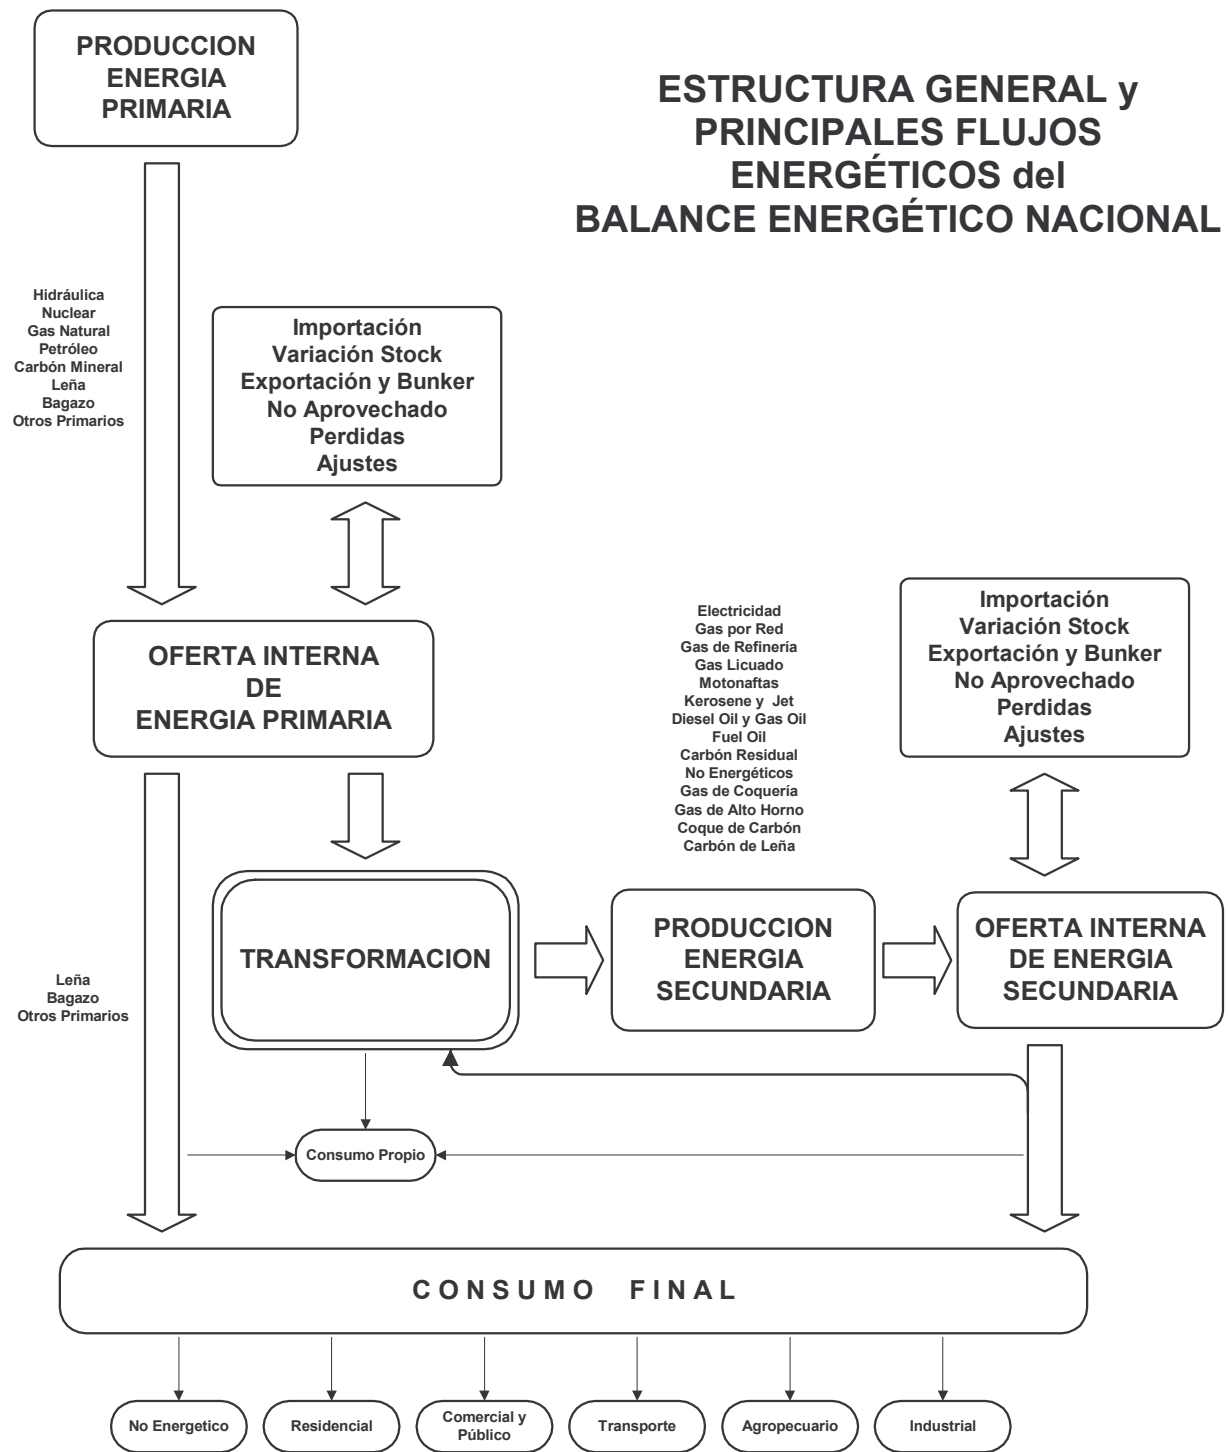 PRODUCCION
ENERGIA
PRIMARIA
ESTRUCTURA GENERAL y
PRINCIPALES FLUJOS
ENERGÉTICOS del
BALANCE ENERGÉTICO NACIONAL
Hidráulica
Nuclear
Gas Natural
Petróleo
Carbón Mineral
Leña
Bagazo
Otros Primarios
Importación
Variación Stock
Exportación y Bunker
No Aprovechado
Perdidas
Ajustes
OFERTA INTERNA
DE
ENERGIA PRIMARIA
Electricidad
Gas por Red
Gas de Refinería
Gas Licuado
Motonaftas
Kerosene y Jet
Diesel Oil y Gas Oil
Fuel Oil
Carbón Residual
No Energéticos
Gas de Coquería
Gas de Alto Horno
Coque de Carbón
Carbón de Leña
Importación
Variación Stock
Exportación y Bunker
No Aprovechado
Perdidas
Ajustes
TRANSFORMACION
PRODUCCION
ENERGIA
SECUNDARIA
OFERTA INTERNA
DE ENERGIA
SECUNDARIA
Leña
Bagazo
Otros Primarios
Consumo Propio
CONSUMO FINAL
No Energetico
Residencial
Comercial y
Público
Transporte
Agropecuario
Industrial